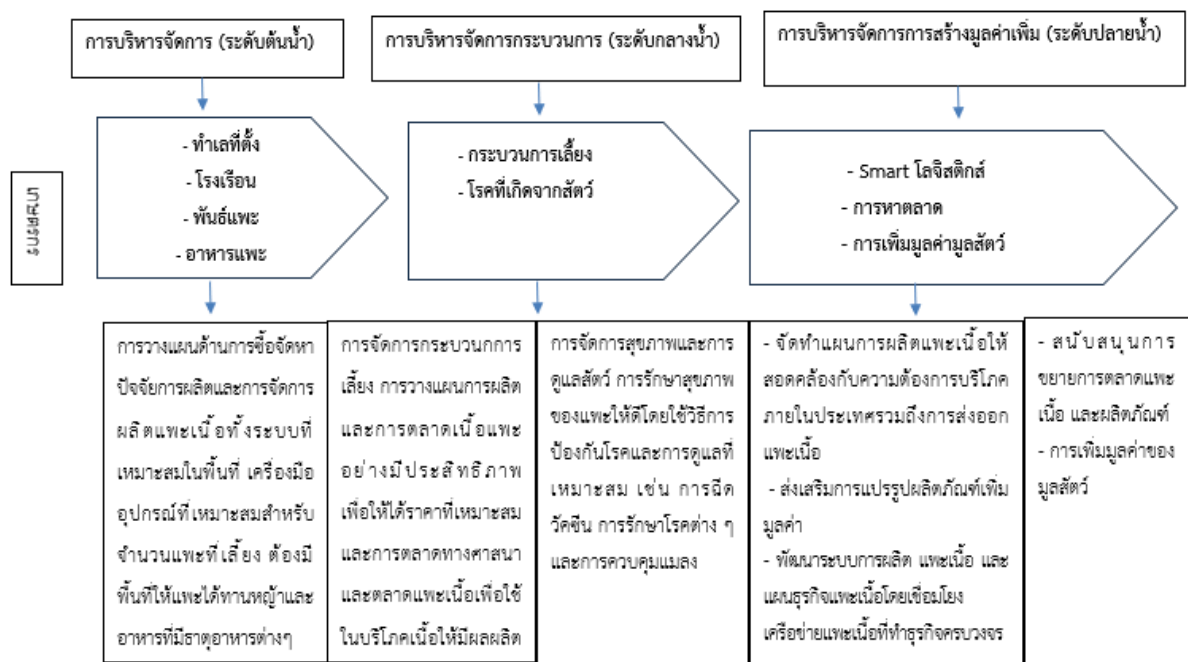 การบริหารจัดการ (ระดับต้นน้ำ)
การบริหารจัดการกระบวนการ (ระดับกลางน้ำ)
การบริหารจัดการการสร้างมูลค่าเพิ่ม (ระดับปลายน้ำ)
เกษตรกร
- ทำเลที่ตั้ง
- โรงเรือน
- พันธ์แพะ
- อาหารแพะ
- กระบวนการเลี้ยง
- โรคที่เกิดจากสัตว์
- Smart โลจิสติกส์
- การหาตลาด
- การเพิ่มมูลค่ามูลสัตว์
การวางแผนด้านการซื้อจัดหา
ปัจจัยการผลิตและการจัดการ
ผลิตแพะเนื้อทั้งระบบที่
เหมาะสมในพื้นที่ เครื่องมือ
อุปกรณ์ที่เหมาะสมสำหรับ
จำนวนแพะที่เลี้ยง ต้องมี
พื้นที่ให้แพะได้ทานหญ้าและ
อาหารที่มีธาตุอาหารต่างๆ
การจัดการกระบวนกการ
เลี้ยง การวางแผนการผลิต
และการตลาดเนื้อแพะ
อย่างมีประสิทธิภาพ
เพื่อให้ได้ราคาที่เหมาะสม
และการตลาดทางศาสนา
และตลาดแพะเนื้อเพื่อใช้
ในบริโภคเนื้อให้มีผลผลิต
การจัดการสุขภาพและการ
ดูแลสัตว์ การรักษาสุขภาพ
ของแพะให้ดีโดยใช้วิธีการ
ป้องกันโรคและการดูแลที่
เหมาะสม เช่น การฉีด
วัคซีน การรักษาโรคต่าง ๆ
และการควบคุมแมลง
- จัดทำแผนการผลิตแพะเนื้อให้
สอดคล้องกับความต้องการบริโภค
ภายในประเทศรวมถึงการส่งออก
แพะเนื้อ
- ส่งเสริมการแปรรูปผลิตภัณฑ์เพิ่ม
มูลค่า
- พัฒนาระบบการผลิต แพะเนื้อ และ
แผนธุรกิจแพะเนื้อโดยเชื่อมโยง
เครือข่ายแพะเนื้อที่ทำธุรกิจครบวงจร
- สนับสนุนการ
ขยายการตลาดแพะ
เนื้อ และผลิตภัณฑ์
- การเพิ่มมูลค่าของ
มูลสัตว์